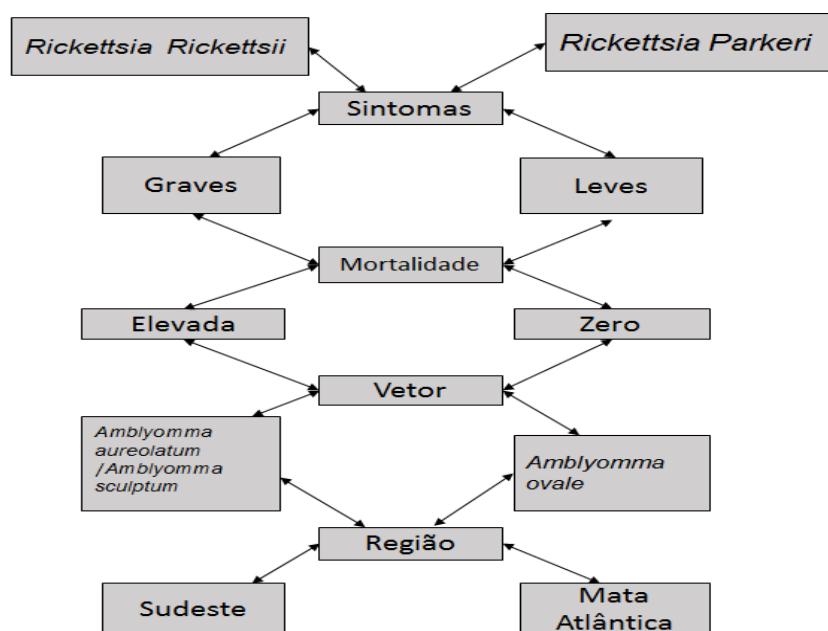 Rickettsia Rickettsii
Rickettsia Parkeri
Sintomas
Graves
Leves
Mortalidade
Elevada
Zero
Vetor
Amblyomma
aureolatum
/Amblyomma
sculptum
Amblyomma
ovale
Região
Sudeste
Mata
Atlântica